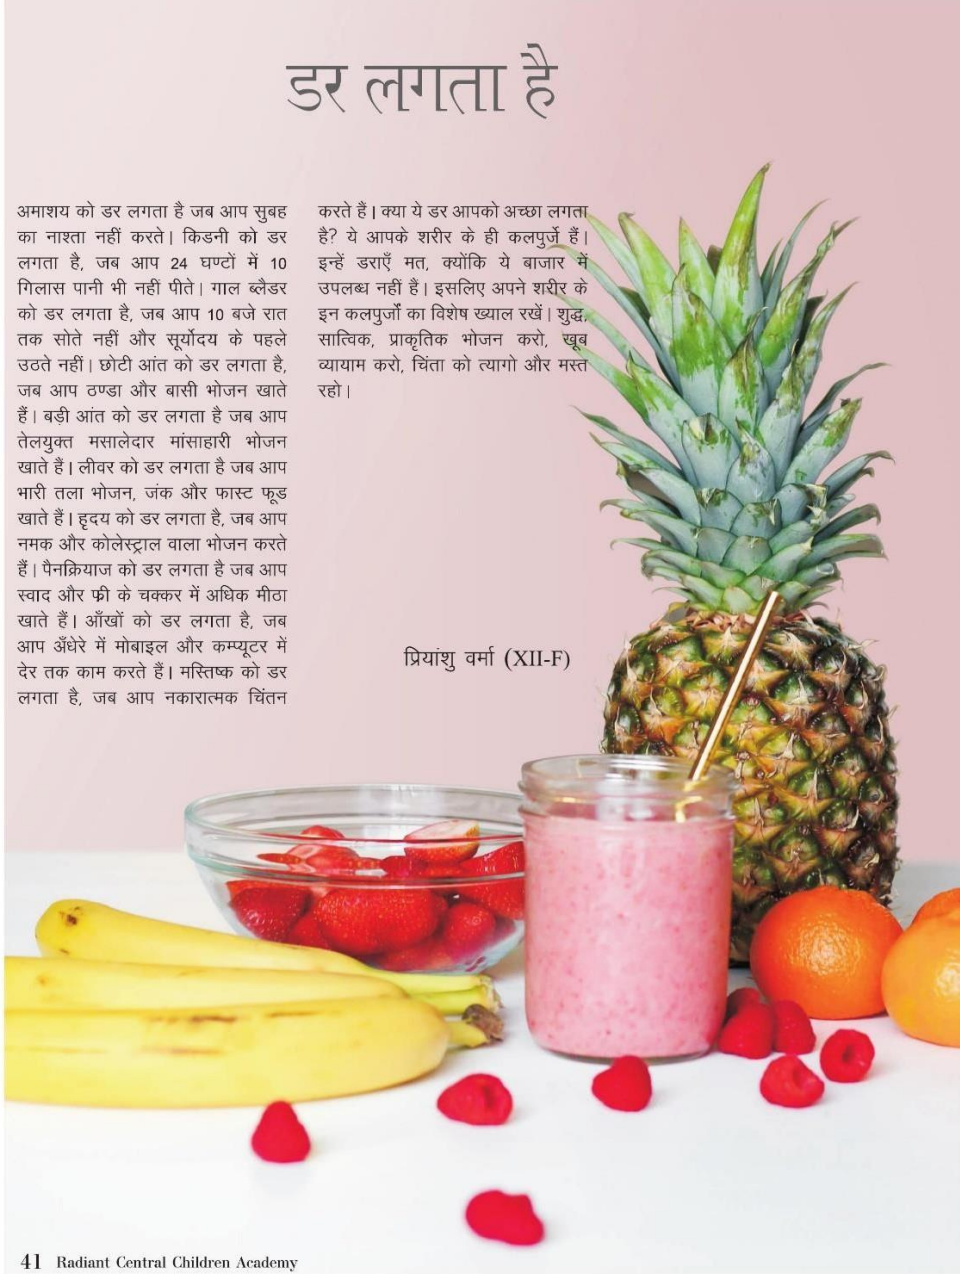 डर लगता है
अमाशय को डर लगता है जब आप सुबह
का नाश्ता नहीं करते। किडनी को डर
लगता है, जब आप 24 घण्टों में 10
गिलास पानी भी नहीं पीते। गाल ब्लैडर
को डर लगता है, जब आप 10 बजे रात
तक सोते नहीं और सूर्योदय के पहले
उठते नहीं। छोटी आंत को डर लगता है,
जब आप ठण्डा और बासी भोजन खाते
हैं। बड़ी आंत को डर लगता है जब आप
तेलयुक्त मसालेदार मांसाहारी भोजन
खाते हैं। लीवर को डर लगता है जब आप
भारी तला भोजन, जंक और फास्ट फूड
खाते हैं। हृदय को डर लगता है, जब आप
नमक और कोलेस्ट्राल वाला भोजन करते
हैं। पैनक्रियाज को डर लगता है जब आप
स्वाद और फ्री के चक्कर में अधिक मीठा
खाते हैं। आँखों को डर लगता है, जब
आप अँधेरे में मोबाइल और कम्प्यूटर में
देर तक काम करते हैं। मस्तिष्क को डर
लगता है, जब आप नकारात्मक चिंतन
करते हैं। क्या ये डर आपको अच्छा लगता
है? ये आपके शरीर के ही कलपुर्जे हैं।
इन्हें डराएँ मत, क्योंकि ये बाजार में
उपलब्ध नहीं हैं। इसलिए अपने शरीर के
इन कलपुर्जों का विशेष ख्याल रखें। शुद्ध,
सात्विक, प्राकृतिक भोजन करो, खूब
व्यायाम करो, चिंता को त्यागो और मस्त
रहो।
प्रियांशु वर्मा (XII-F)
41 Radiant Central Children Academy